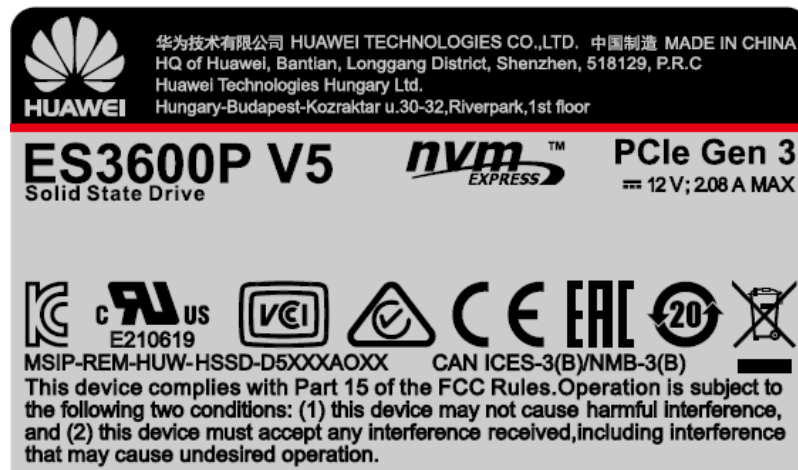 华为技术有限公司 HUAWEI TECHNOLOGIES CO.,LTD. 中国制造 MADE IN CHINA
HQ of Huawei, Bantian, Longgang District, Shenzhen, 518129, P.R.C
Huawei Technologies Hungary Ltd.
HUAWEI Hungary-Budapest-Kozraktar u.30-32,Riverpark,1st floor
ES3600P V5 nvm EXPRESS™ PCIe Gen 3
Solid State Drive ⎓ 12 V; 2.08 A MAX
c RU US VCI CE EAC 20
E210619
MSIP-REM-HUW-HSSD-D5XXXAOXX CAN ICES-3(B)/NMB-3(B)
This device complies with Part 15 of the FCC Rules.Operation is subject to
the following two conditions: (1) this device may not cause harmful interference,
and (2) this device must accept any interference received,including interference
that may cause undesired operation.